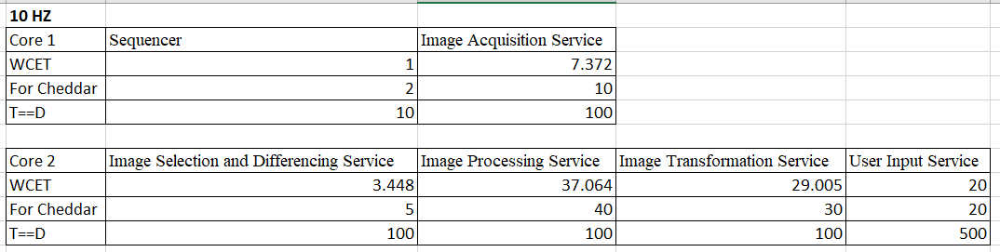 10 HZ
Core 1 Sequencer Image Acquisition Service
WCET 1 7.372
For Cheddar 2 10
T==D 10 100
Core 2 Image Selection and Differencing Service Image Processing Service Image Transformation Service User Input Service
WCET 3.448 37.064 29.005 20
For Cheddar 5 40 30 20
T==D 100 100 100 500